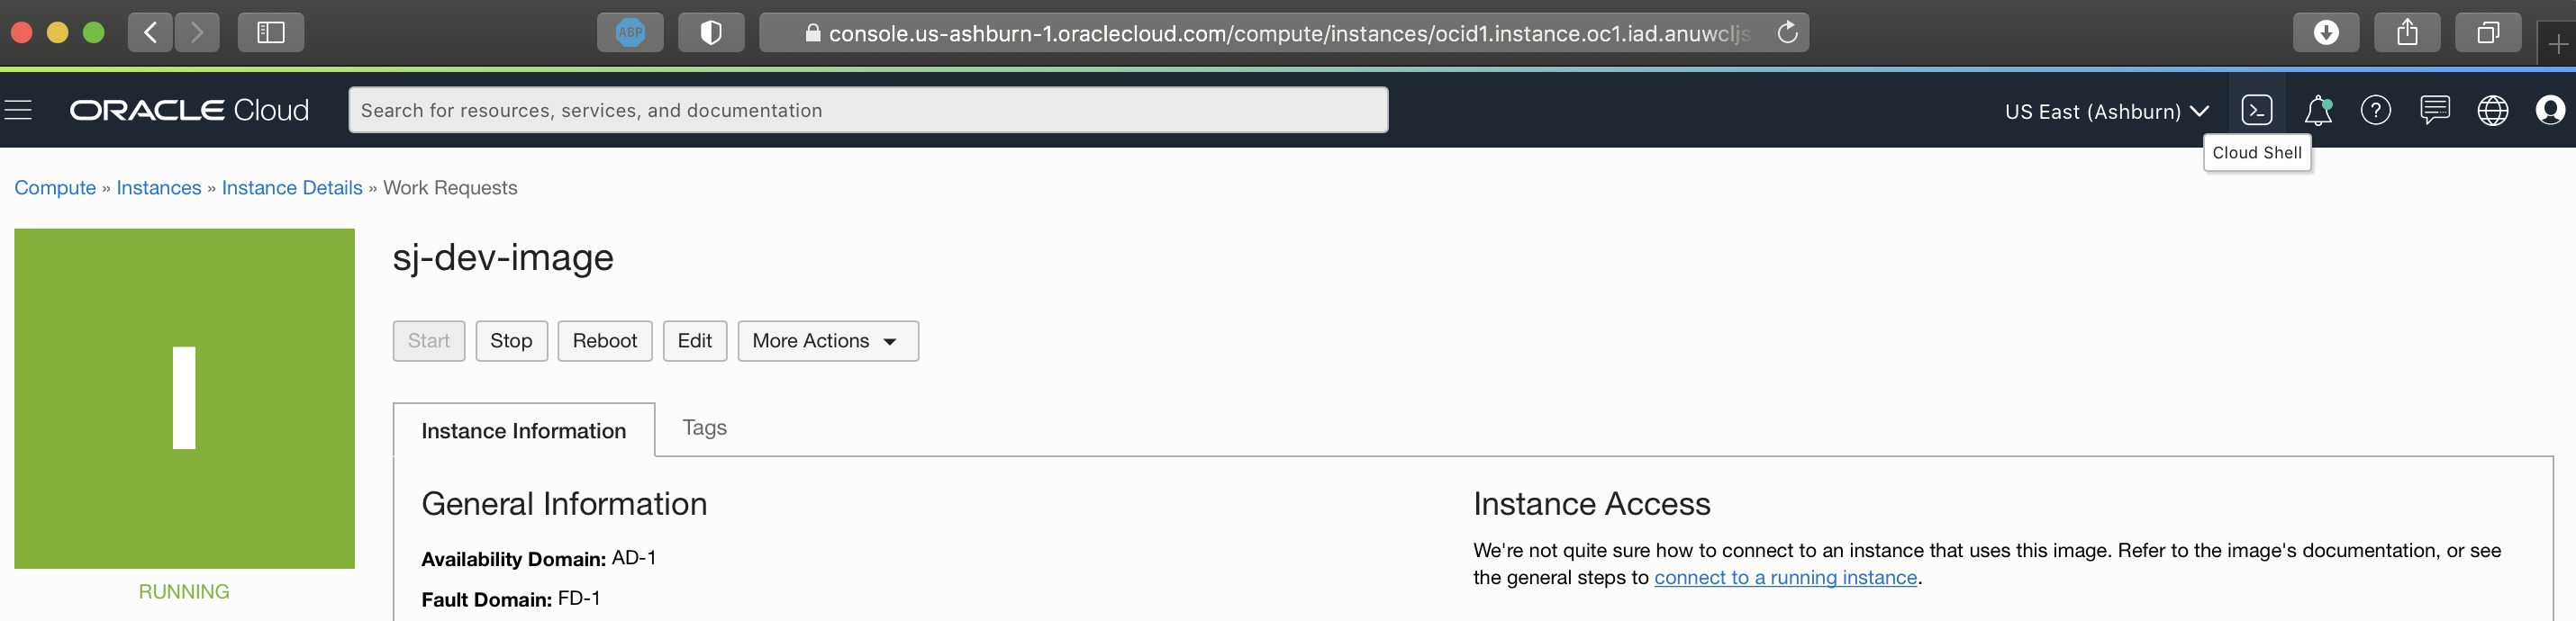 ABP
console.us-ashburn-1.oraclecloud.com/compute/instances/ocid1.instance.oc1.iad.anuwcljs
ORACLE Cloud
Search for resources, services, and documentation
US East (Ashburn)
Cloud Shell
Compute » Instances » Instance Details » Work Requests
sj-dev-image
Start Stop Reboot Edit More Actions
I
Instance Information Tags
General Information
Availability Domain: AD-1
Fault Domain: FD-1
RUNNING
Instance Access
We're not quite sure how to connect to an instance that uses this image. Refer to the image's documentation, or see
the general steps to connect to a running instance.